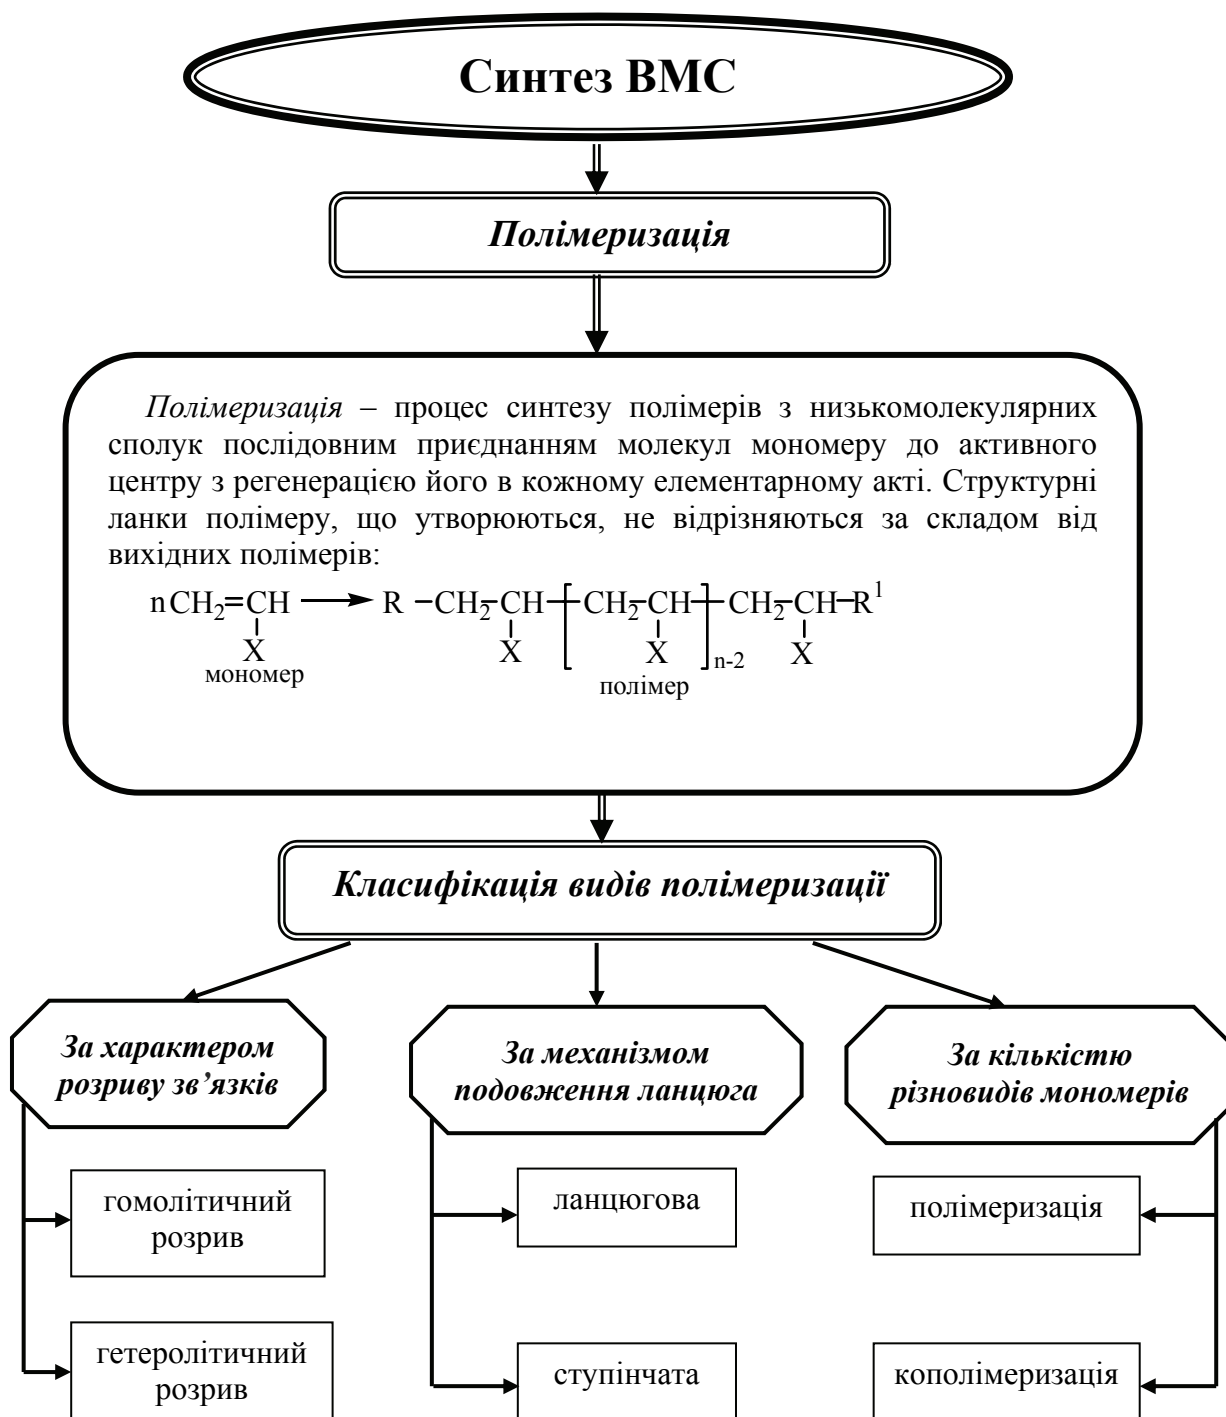 Синтез ВМС
Полімеризація
Полімеризація – процес синтезу полімерів з низькомолекулярних
сполук послідовним приєднанням молекул мономеру до активного
центру з регенерацією його в кожному елементарному акті. Структурні
ланки полімеру, що утворюються, не відрізняються за складом від
вихідних полімерів:
nCH2=CH → R –CH2–CH–[CH2–CH]n-2–CH2–CH–R1
X X X X
мономер
полімер
Класифікація видів полімеризації
За характером
розриву зв’язків
гомолітичний
розрив
гетеролітичний
розрив
За механізмом
подовження ланцюга
ланцюгова
ступінчата
За кількістю
різновидів мономерів
полімеризація
кополімеризація